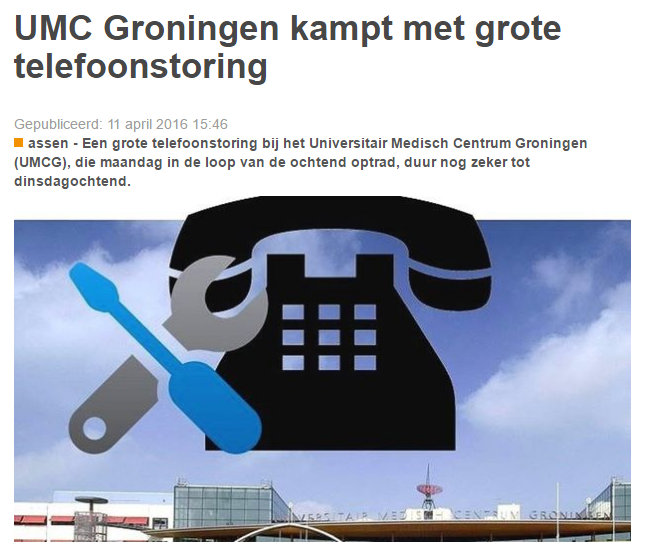 UMC Groningen kampt met grote
telefoonstoring
Gepubliceerd: 11 april 2016 15:46
assen - Een grote telefoonstoring bij het Universitair Medisch Centrum Groningen
(UMCG), die maandag in de loop van de ochtend optrad, duur nog zeker tot
dinsdagochtend.
UNIVERSITAIR MEDISCH CENTRUM GRONINGEN